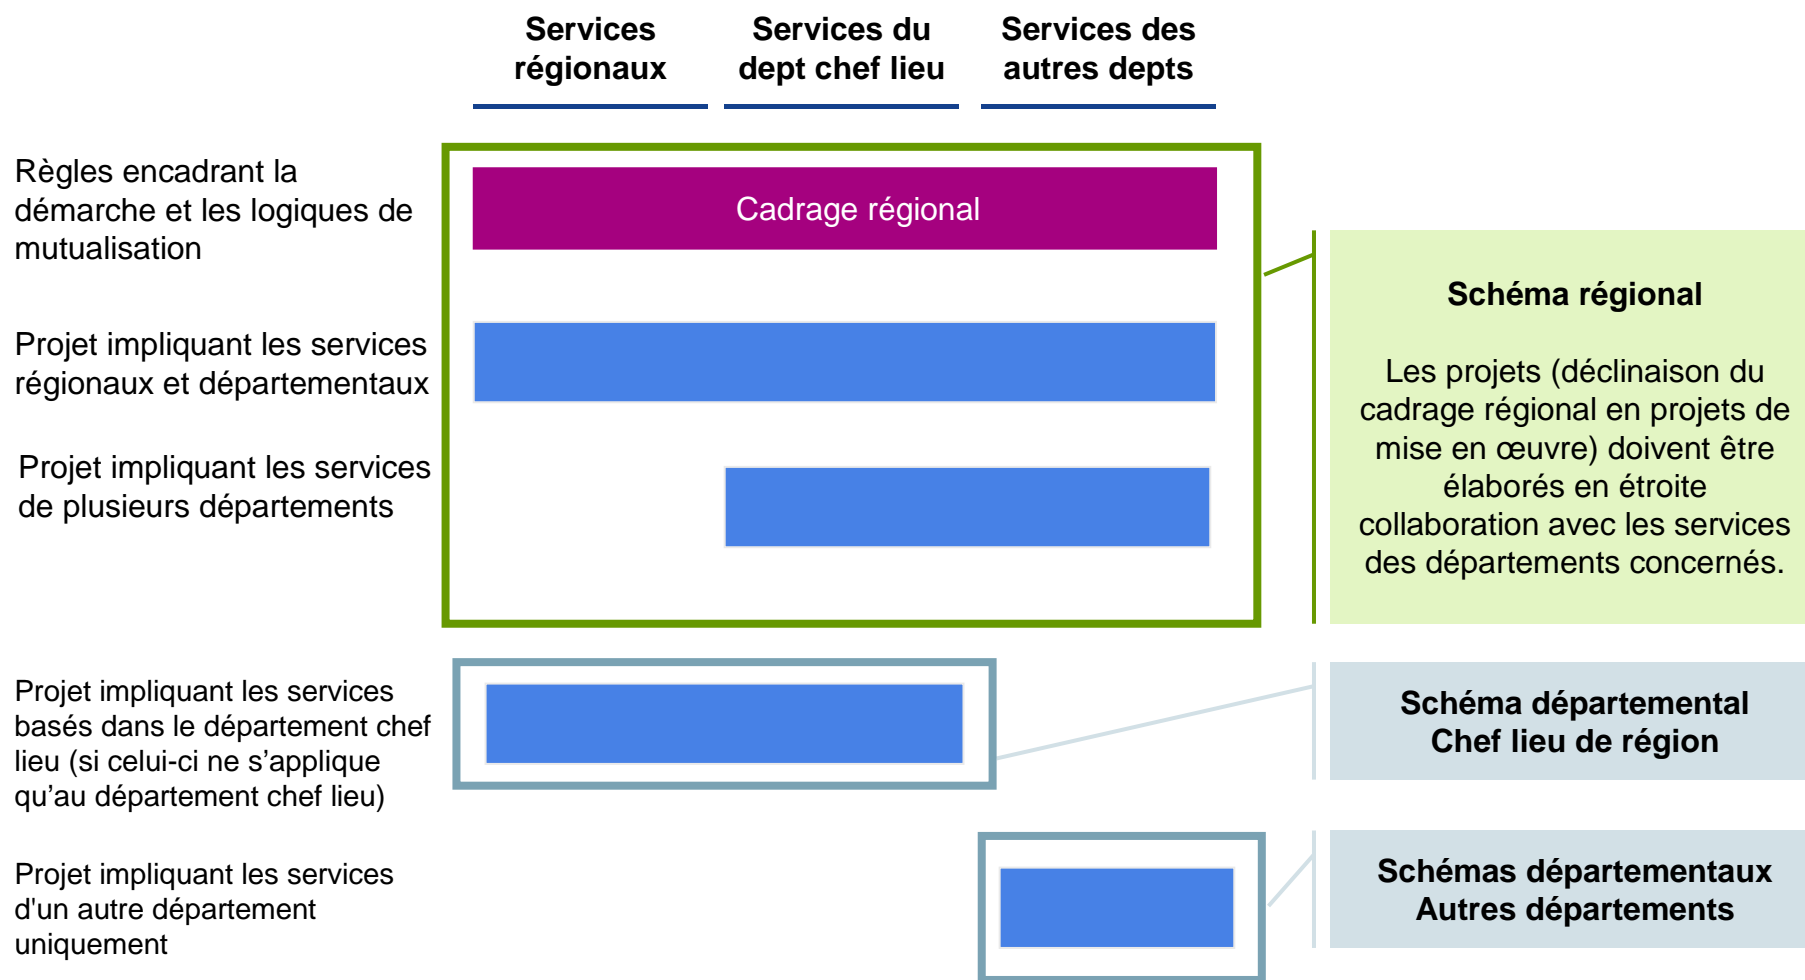 Services
régionaux
Services du
dept chef lieu
Services des
autres depts
Règles encadrant la
démarche et les logiques de
mutualisation
Cadrage régional
Projet impliquant les services
régionaux et départementaux
Projet impliquant les services
de plusieurs départements
Schéma régional
Les projets (déclinaison du
cadrage régional en projets de
mise en œuvre) doivent être
élaborés en étroite
collaboration avec les services
des départements concernés.
Projet impliquant les services
basés dans le département chef
lieu (si celui-ci ne s’applique
qu’au département chef lieu)
Schéma départemental
Chef lieu de région
Projet impliquant les services
d'un autre département
uniquement
Schémas départementaux
Autres départements